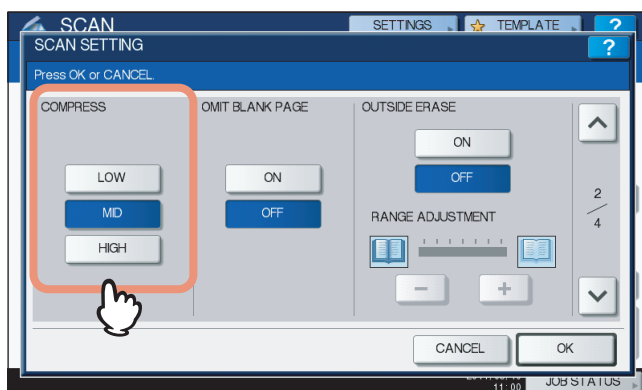 SCAN
SETTINGS
TEMPLATE
?
SCAN SETTING
?
Press OK or CANCEL.
COMPRESS
OMIT BLANK PAGE
OUTSIDE ERASE
LOW
MID
HIGH
ON
OFF
ON
OFF
RANGE ADJUSTMENT
2
4
CANCEL
OK
11:00
JOB STATUS